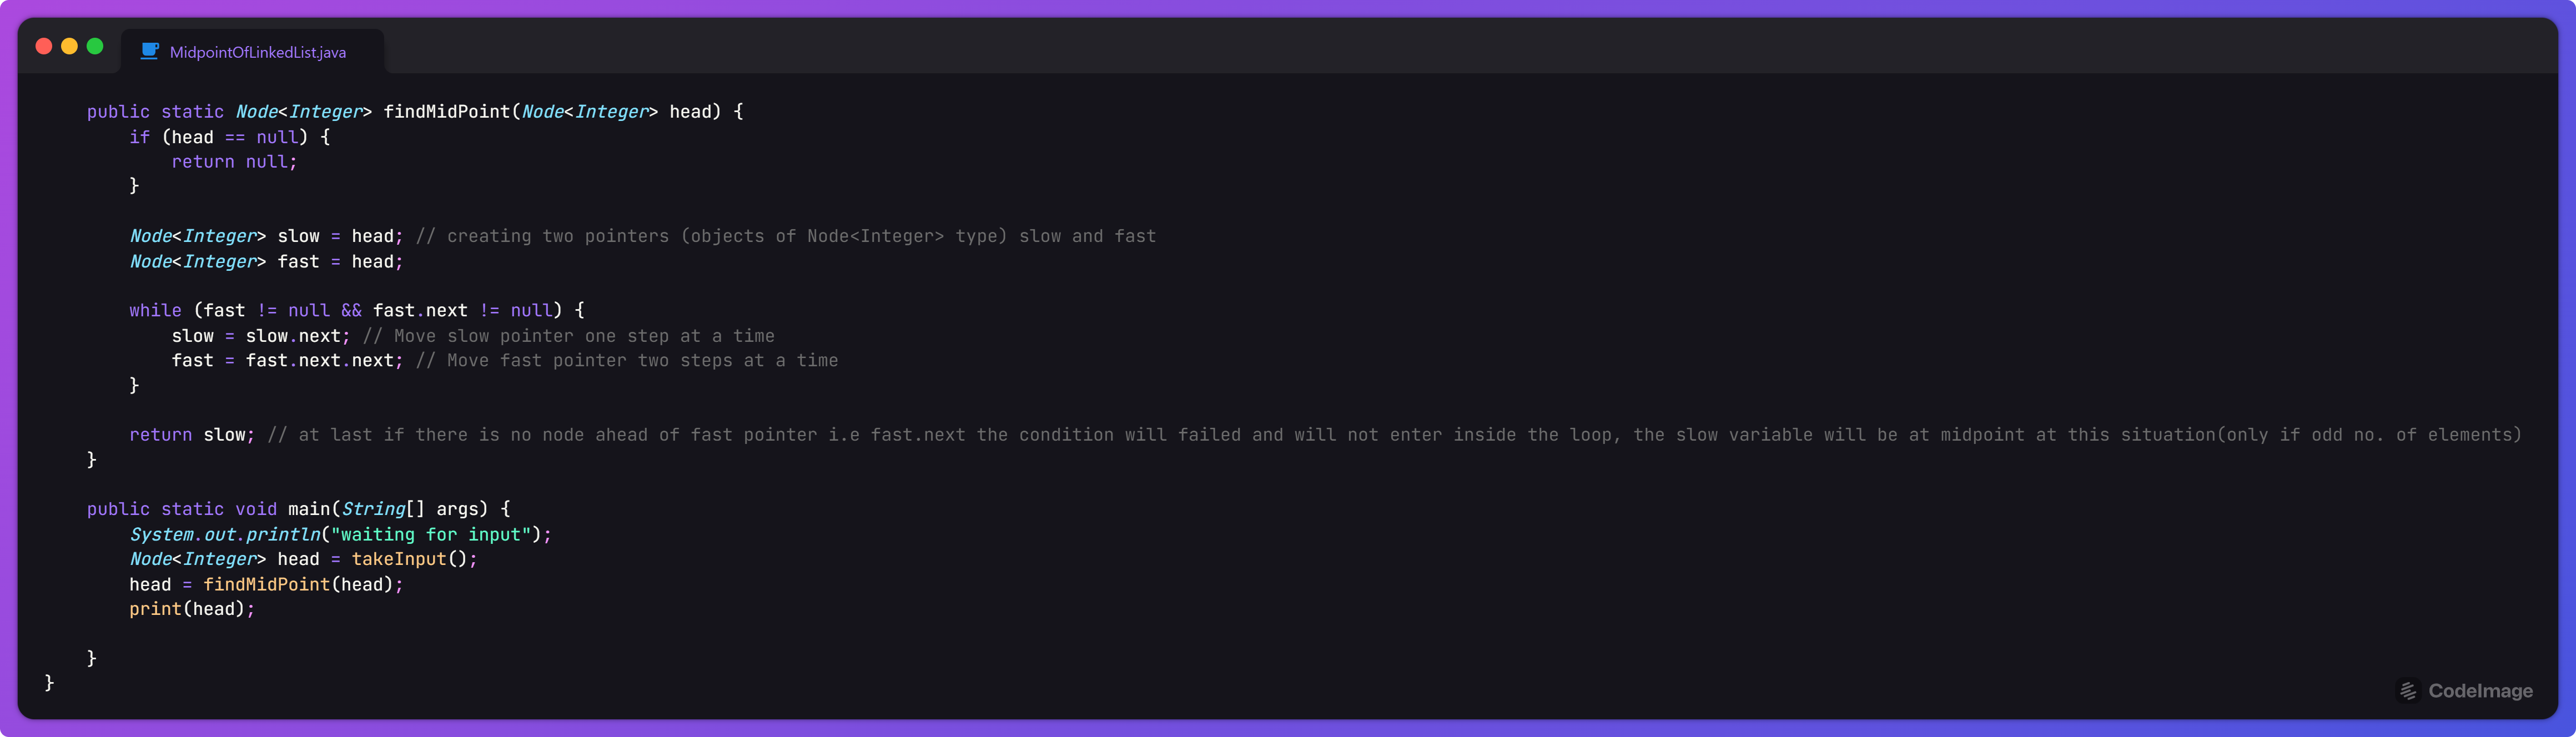 MidpointOfLinkedList.java
public static Node<Integer> findMidPoint(Node<Integer> head) {
if (head == null) {
return null;
}
Node<Integer> slow = head; // creating two pointers (objects of Node<Integer> type) slow and fast
Node<Integer> fast = head;
while (fast != null && fast.next != null) {
slow = slow.next; // Move slow pointer one step at a time
fast = fast.next.next; // Move fast pointer two steps at a time
}
return slow; // at last if there is no node ahead of fast pointer i.e fast.next the condition will failed and will not enter inside the loop, the slow variable will be at midpoint at this situation(only if odd no. of elements)
}
public static void main(String[] args) {
System.out.println("waiting for input");
Node<Integer> head = takeInput();
head = findMidPoint(head);
print(head);
}
}
CodeImage